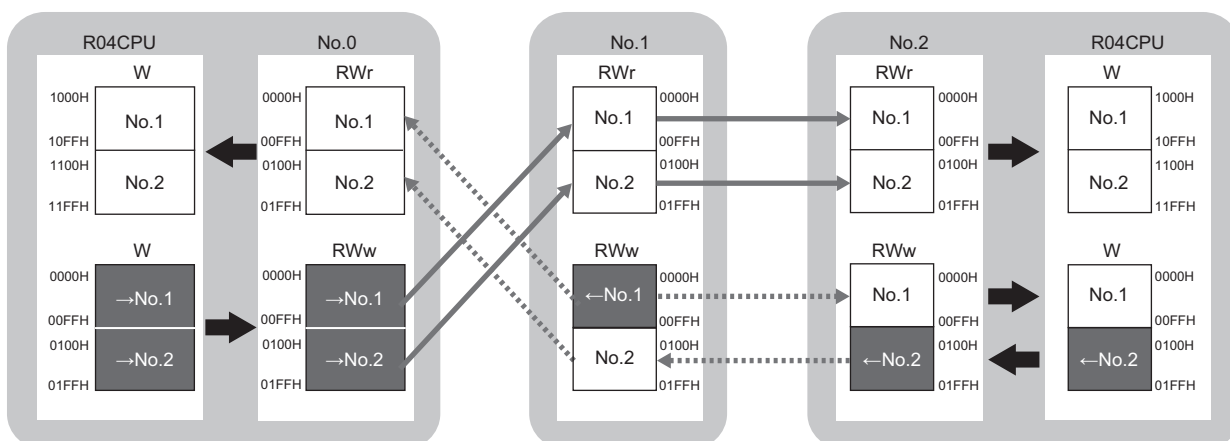 R04CPU No.0 No.1 No.2 R04CPU
W RWr RWr RWr W
1000H 0000H 0000H 0000H 1000H
No.1 No.1 No.1 No.1 No.1
10FFH 00FFH 00FFH 00FFH 10FFH
1100H 0100H 0100H 0100H 1100H
No.2 No.2 No.2 No.2 No.2
11FFH 01FFH 01FFH 01FFH 11FFH
W RWw RWw RWw W
0000H 0000H 0000H 0000H 0000H
→No.1 →No.1 ←No.1 No.1 No.1
00FFH 00FFH 00FFH 00FFH 00FFH
0100H 0100H 0100H 0100H 0100H
→No.2 →No.2 No.2 ←No.2 ←No.2
01FFH 01FFH 01FFH 01FFH 01FFH